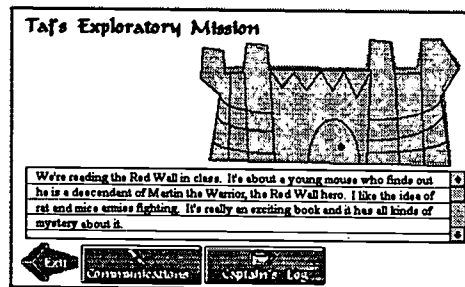 Taj's Exploratory Mission
We're reading the Red Wall in class. It's about a young mouse who finds out
he is a descendant of Martin the Warrior, the Red Wall hero. I like the idea of
rat and mice armies fighting. It's really an exciting book and it has all kinds of
mystery about it.
Exit
Communications
Captain's Log